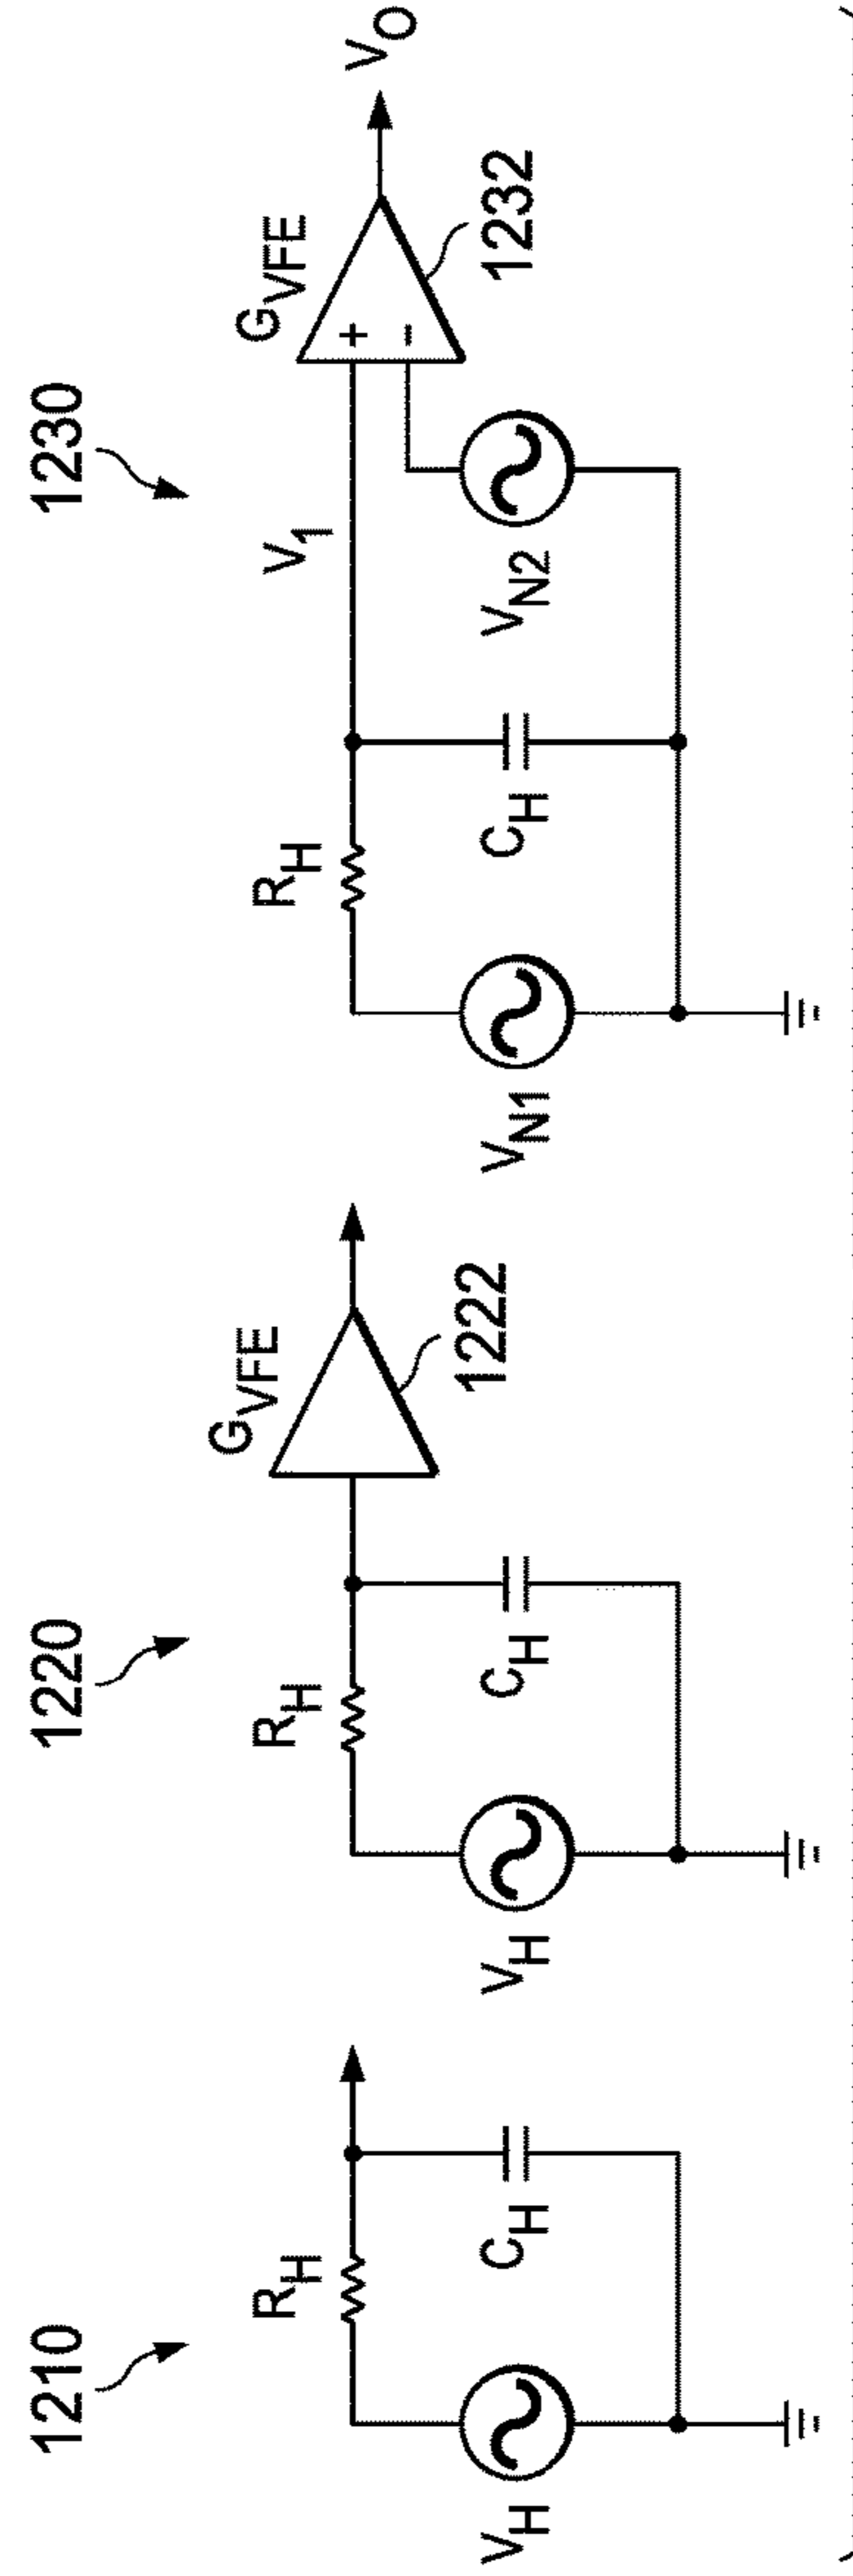 1210
R_H
C_H
V_H
1220
G_VFE
R_H
1222
C_H
V_H
1230
G_VFE
V_O
V_1
+
-
R_H
1232
C_H
V_N2
V_N1